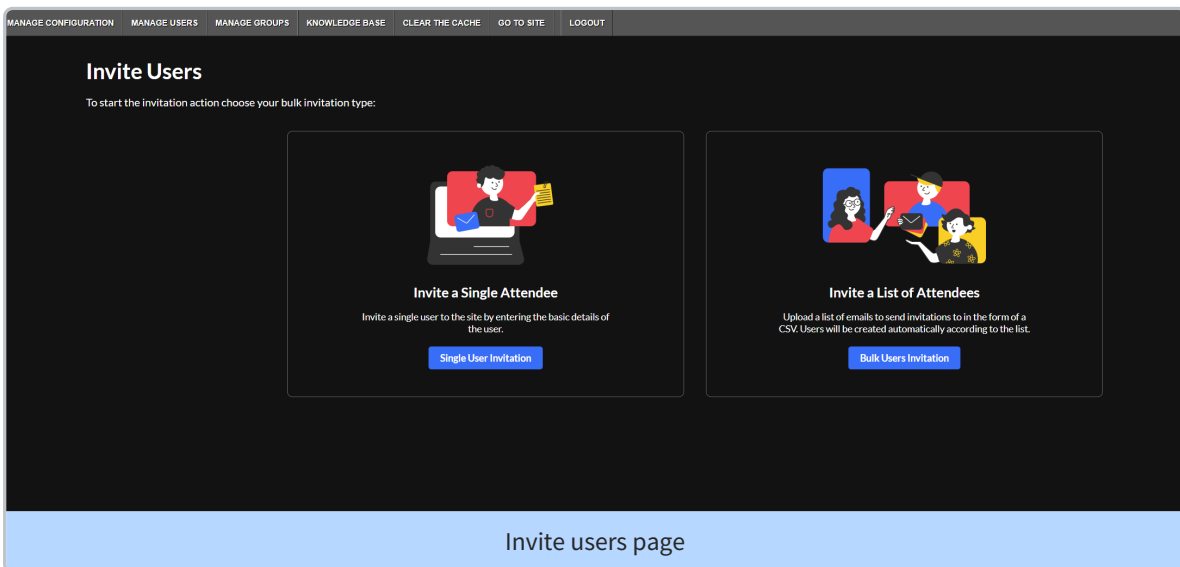 MANAGE CONFIGURATION MANAGE USERS MANAGE GROUPS KNOWLEDGE BASE CLEAR THE CACHE GO TO SITE LOGOUT
Invite Users
To start the invitation action choose your bulk invitation type:
Invite a Single Attendee
Invite a single user to the site by entering the basic details of
the user.
Single User Invitation
Invite a List of Attendees
Upload a list of emails to send invitations to in the form of a
CSV. Users will be created automatically according to the list.
Bulk Users Invitation
Invite users page